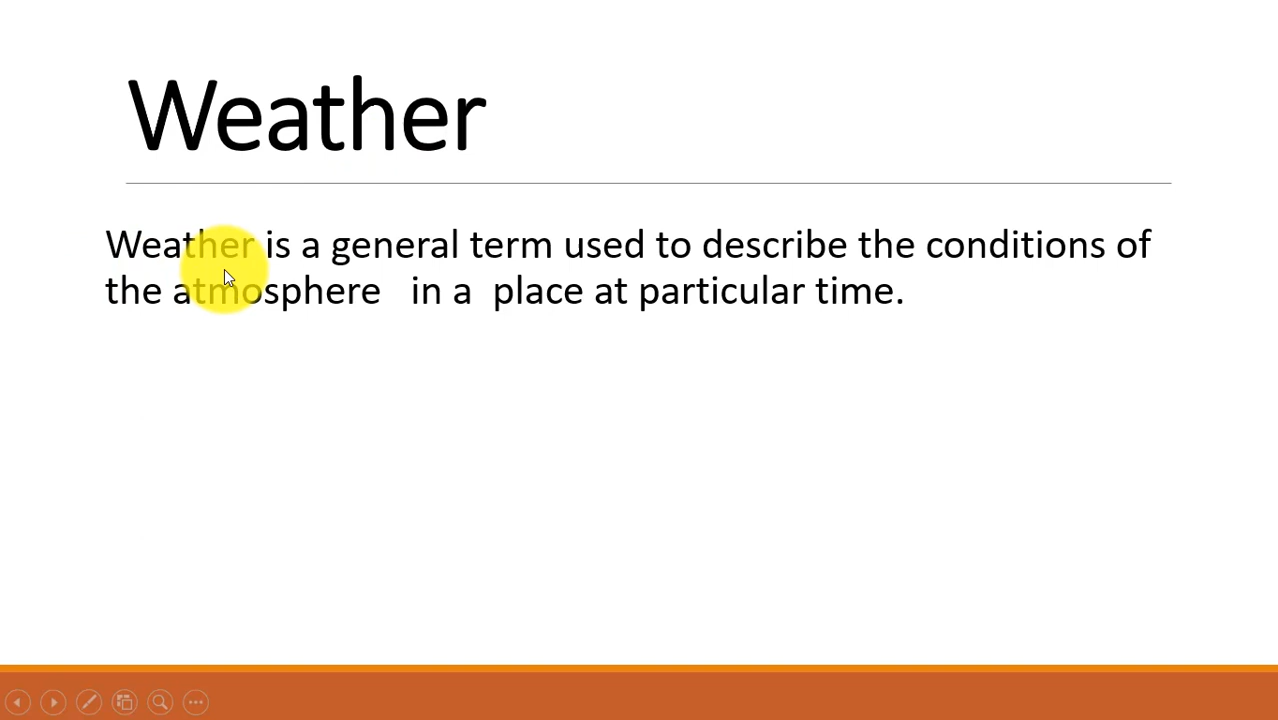 Weather
Weather is a general term used to describe the conditions of
the atmosphere   in a  place at particular time.